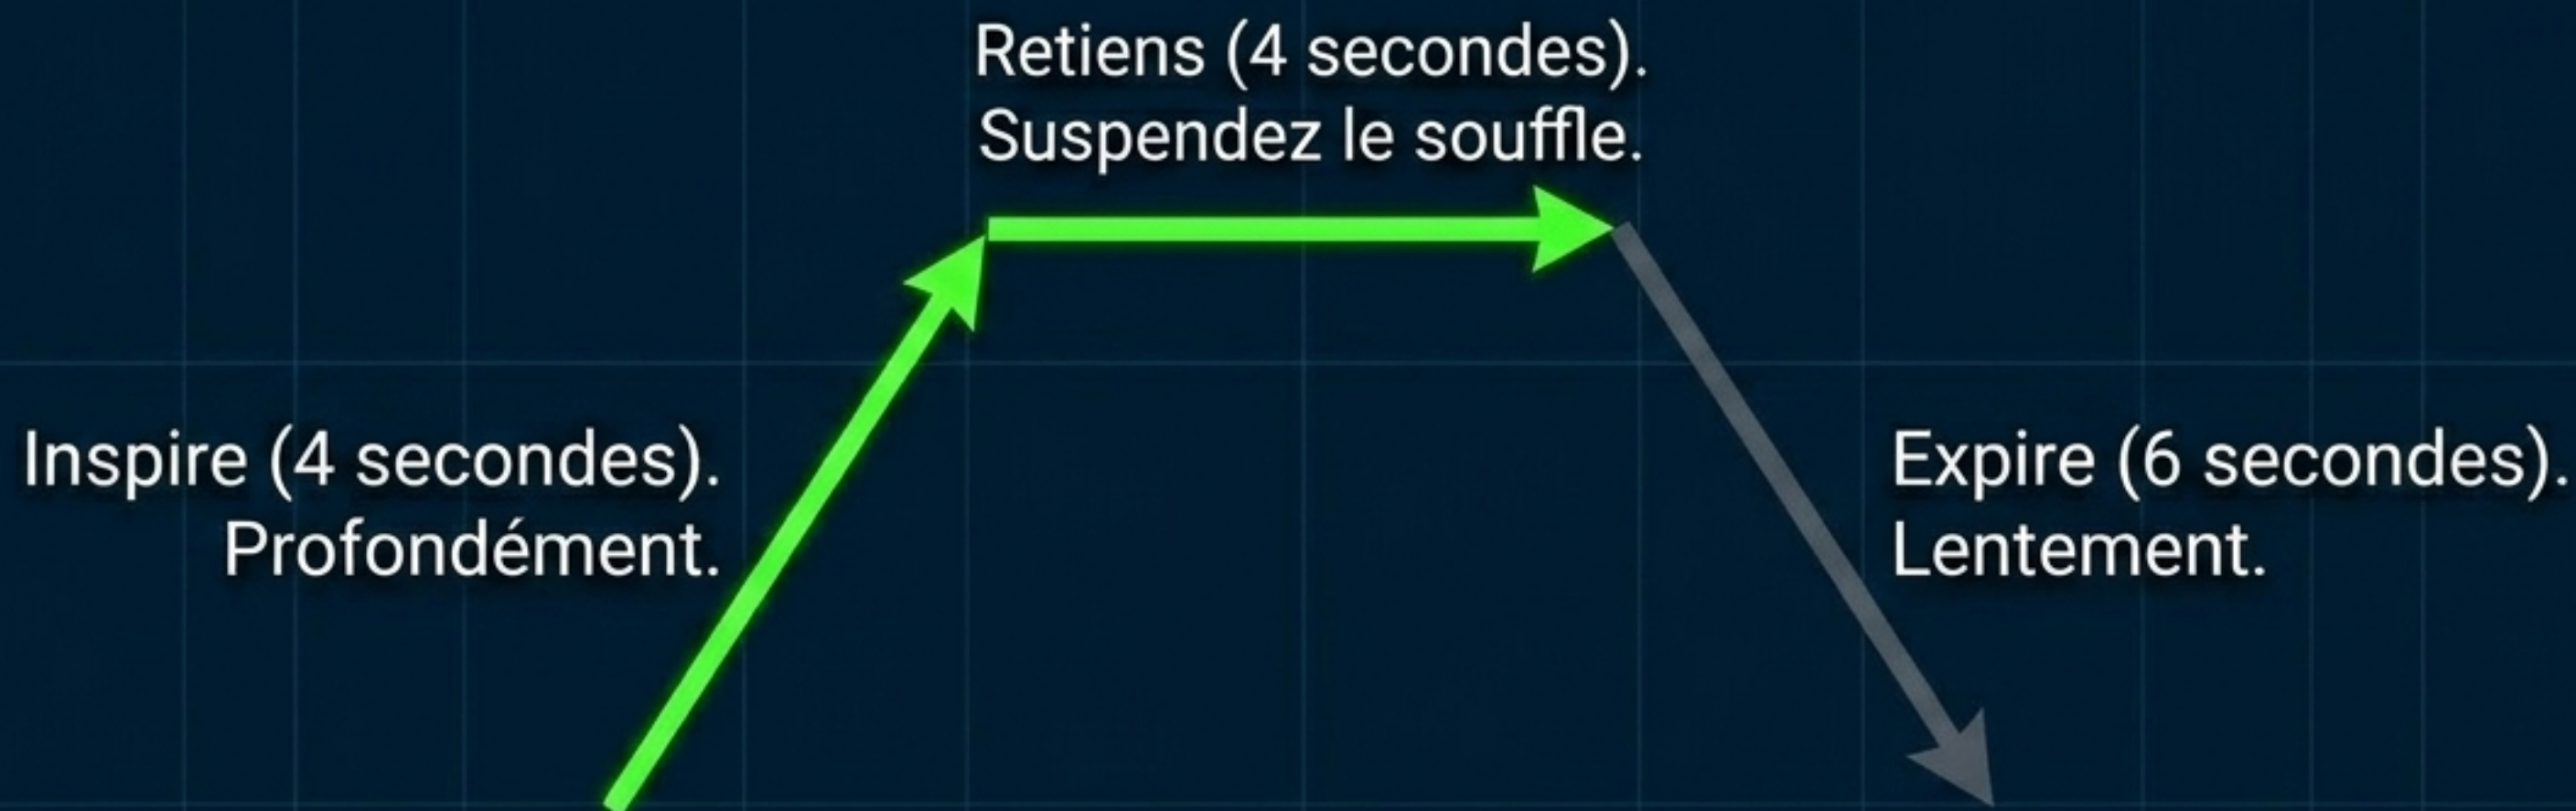 Retiens (4 secondes).
Suspendez le souffle.
Inspire (4 secondes).
Profondément.
Expire (6 secondes).
Lentement.